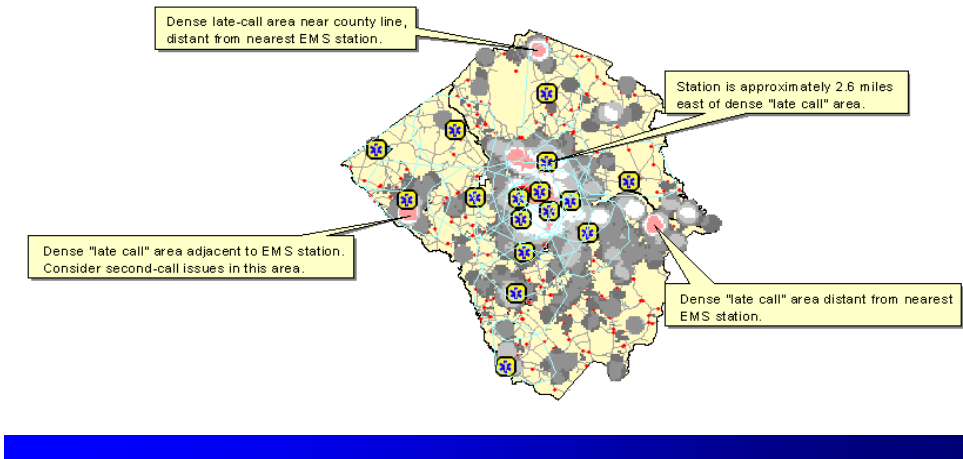 Dense late-call area near county line,
distant from nearest EMS station.
Station is approximately 2.6 miles
east of dense "late call" area.
Dense "late call" area adjacent to EMS station.
Consider second-call issues in this area.
Dense "late call" area distant from nearest
EMS station.